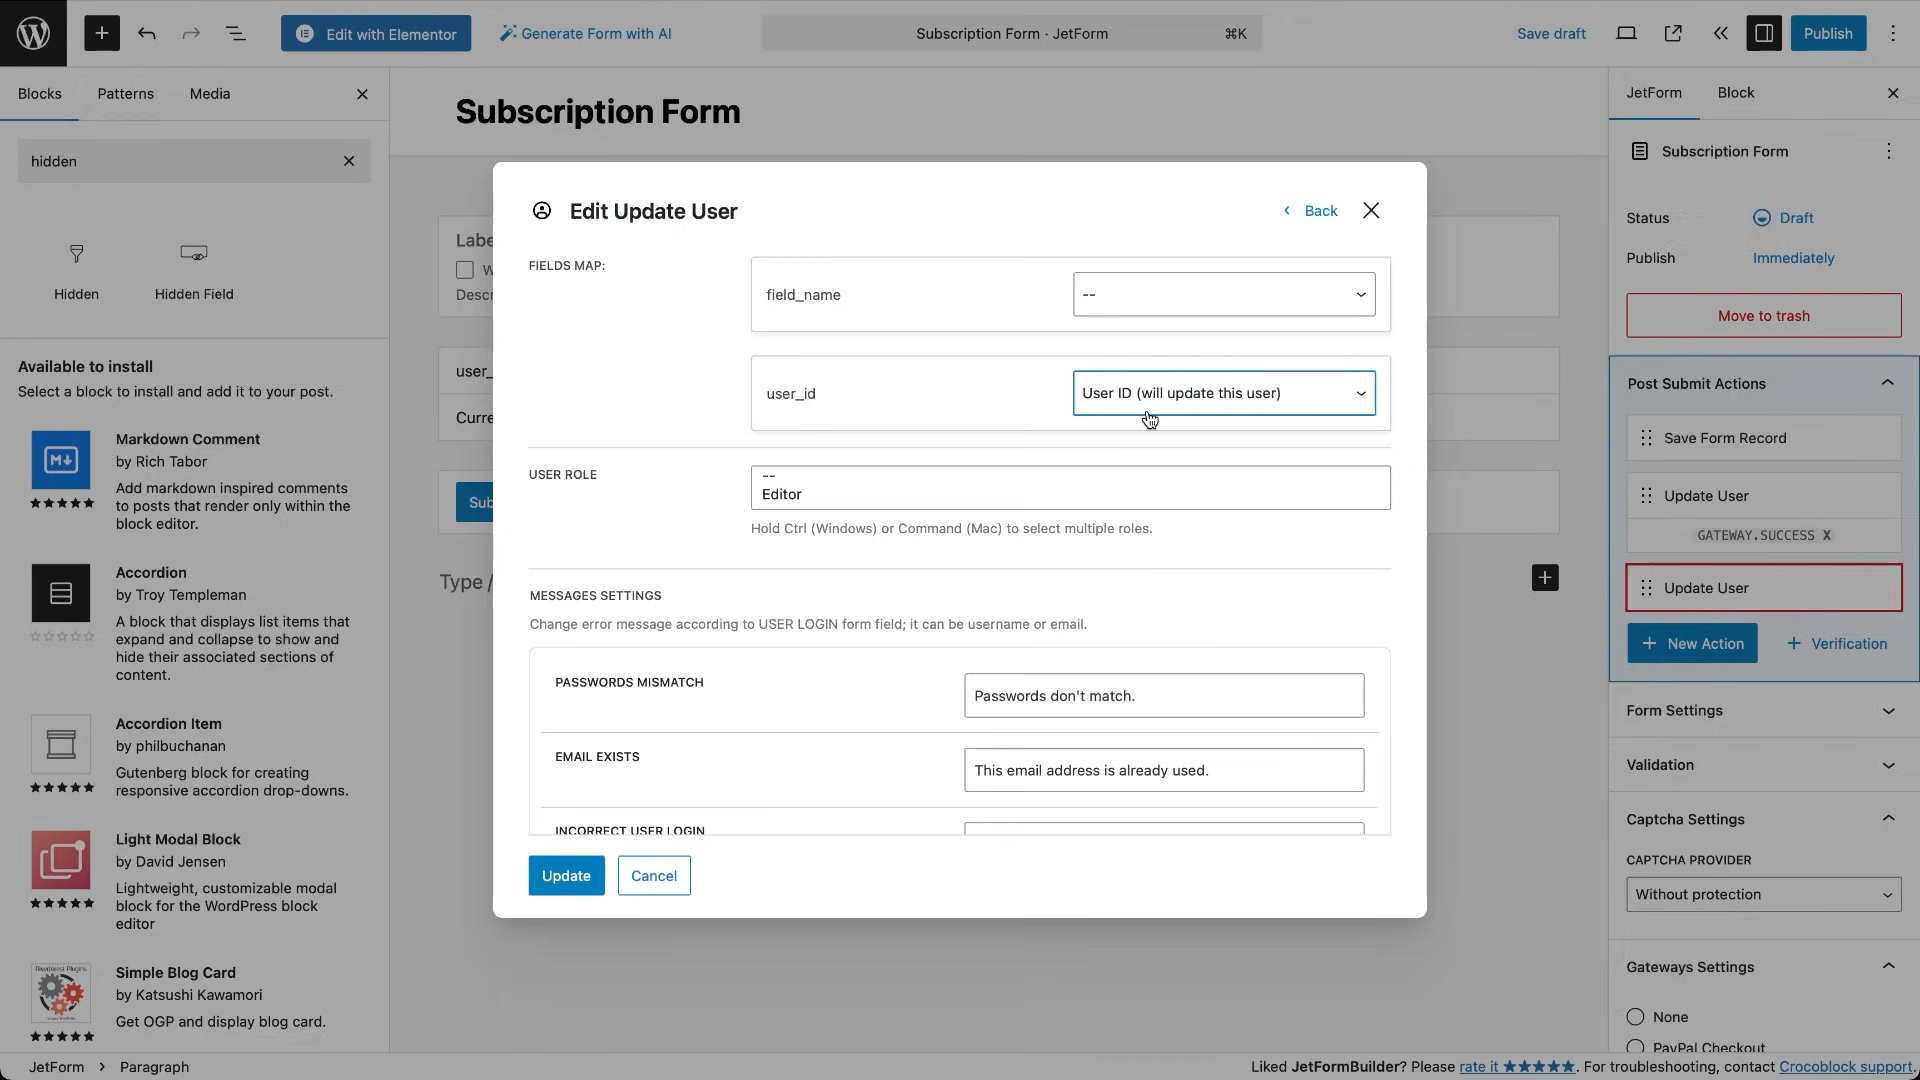 Edit with Elementor
Generate Form with AI
Subscription Form · JetForm
⌘K
Save draft
Publish
Blocks
Patterns
Media
hidden
Hidden
Hidden Field
Available to install
Select a block to install and add it to your post.
Markdown Comment
by Rich Tabor
Add markdown inspired comments
to posts that render only within the
block editor.
Accordion
by Troy Templeman
A block that displays list items that
expand and collapse to show and
hide their associated sections of
content.
Accordion Item
by philbuchanan
Gutenberg block for creating
responsive accordion drop-downs.
Light Modal Block
by David Jensen
Lightweight, customizable modal
block for the WordPress block
editor
Simple Blog Card
by Katsushi Kawamori
Get OGP and display blog card.
Subscription Form
Labe
W
Descr
user_
Curre
Sub
Type /
Edit Update User
Back
FIELDS MAP:
field_name
--
user_id
User ID (will update this user)
USER ROLE
--
Editor
Hold Ctrl (Windows) or Command (Mac) to select multiple roles.
MESSAGES SETTINGS
Change error message according to USER LOGIN form field; it can be username or email.
PASSWORDS MISMATCH
Passwords don't match.
EMAIL EXISTS
This email address is already used.
INCORRECT USER LOGIN
Update
Cancel
JetForm
Block
Subscription Form
Status
Draft
Publish
Immediately
Move to trash
Post Submit Actions
Save Form Record
Update User
GATEWAY.SUCCESS X
Update User
New Action
Verification
Form Settings
Validation
Captcha Settings
CAPTCHA PROVIDER
Without protection
Gateways Settings
None
PayPal Checkout
JetForm > Paragraph
Liked JetFormBuilder? Please rate it ★★★★★. For troubleshooting, contact Crocoblock support.